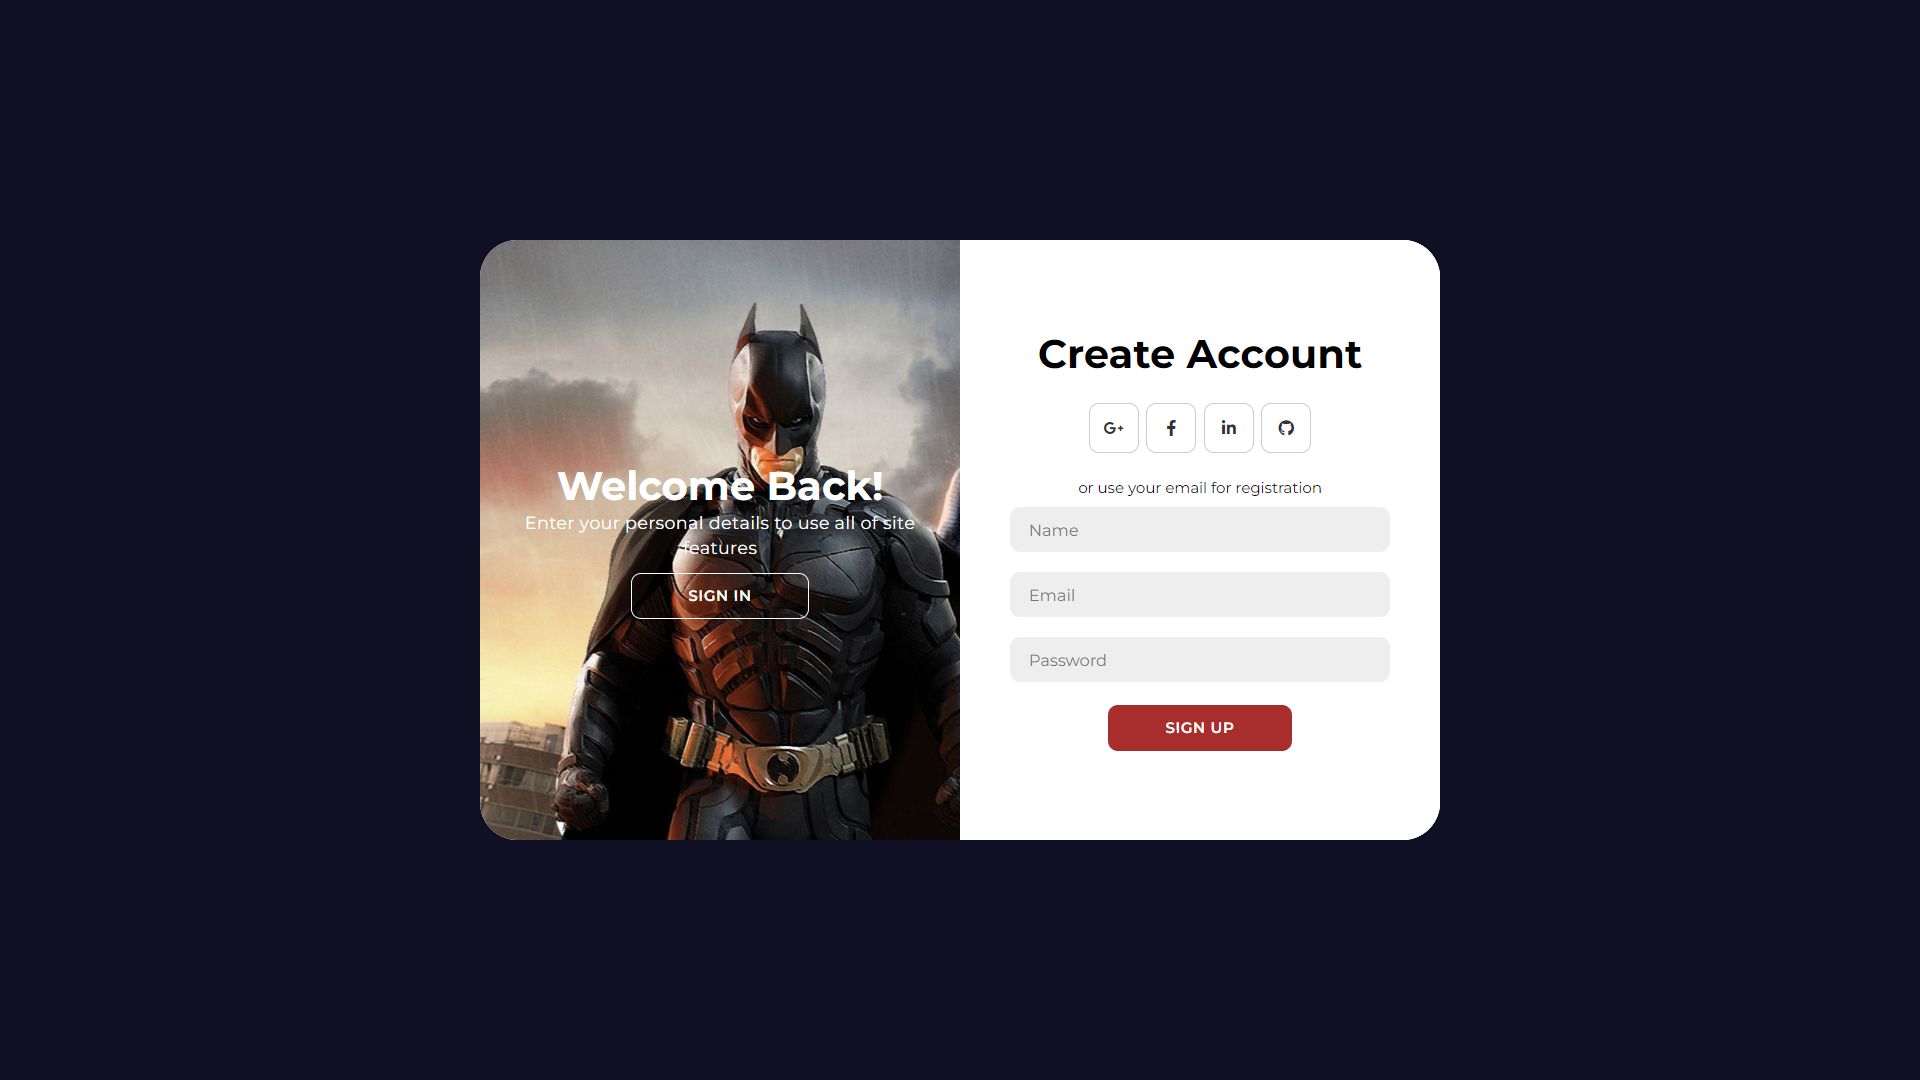 Welcome Back!
Enter your personal details to use all of site
features
SIGN IN
Create Account
G+
f
in
or use your email for registration
Name
Email
Password
SIGN UP